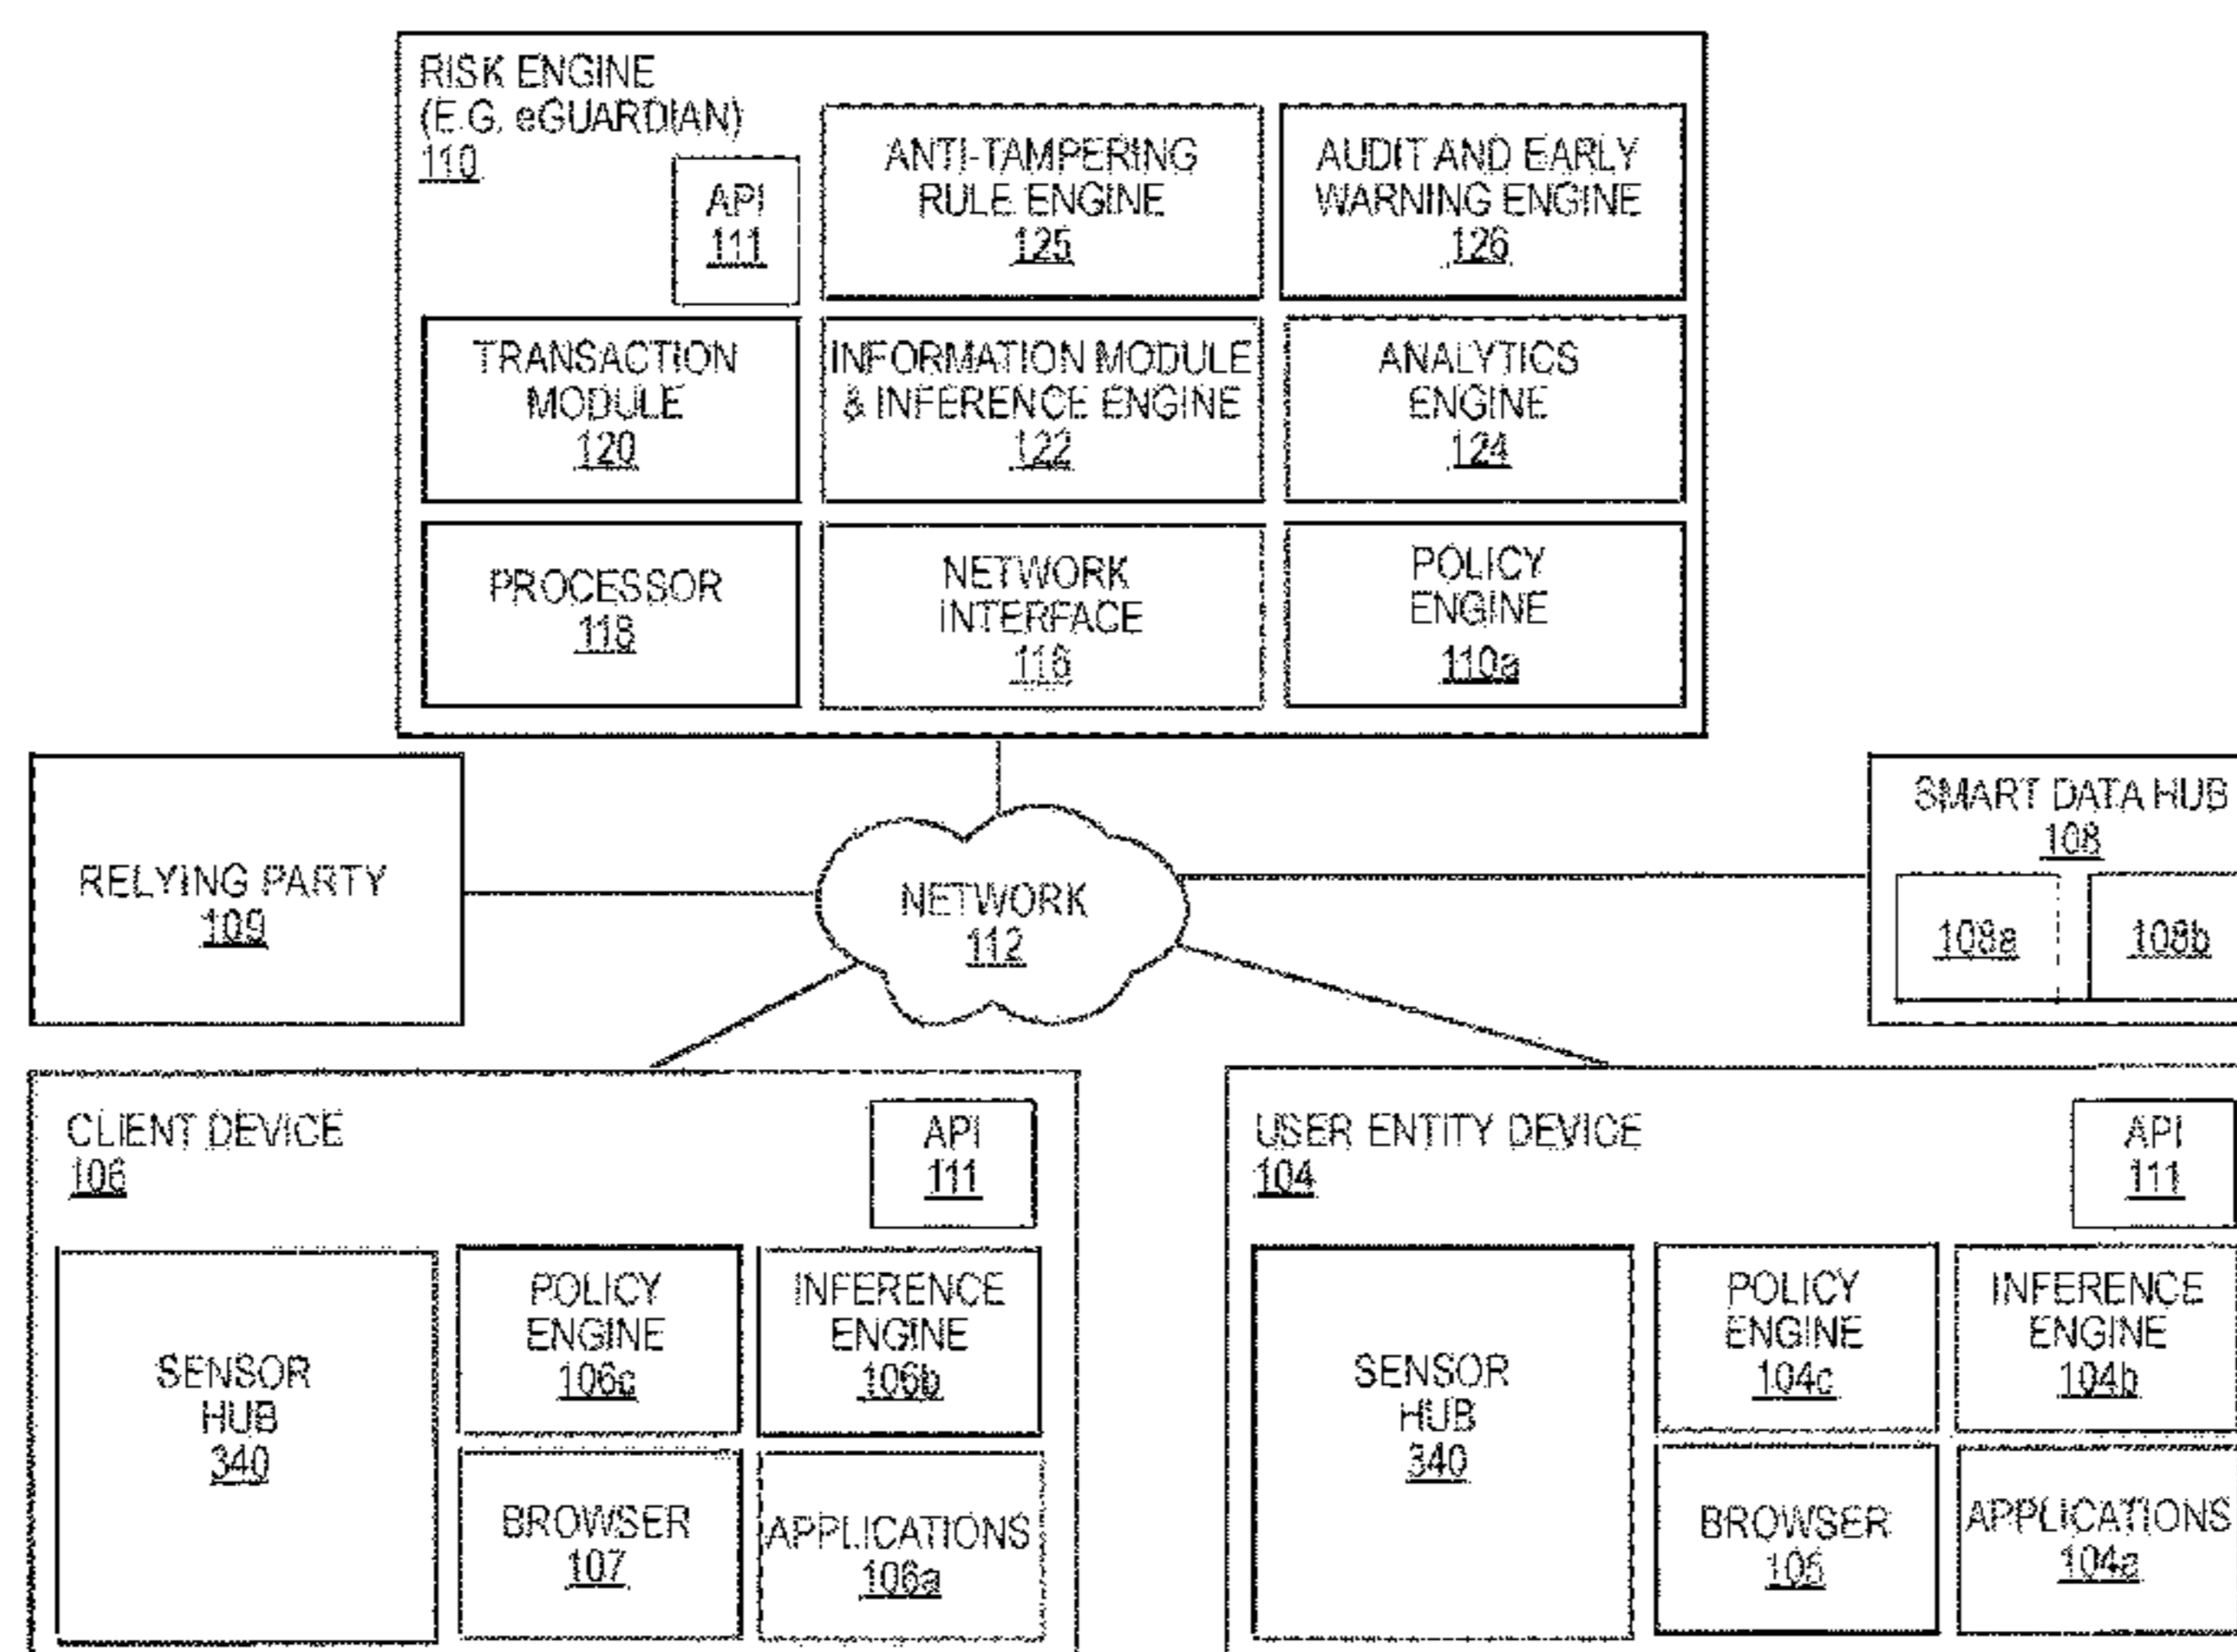 RISK ENGINE
(E.G. eGUARDIAN)
110
API
111
ANTI-TAMPERING
RULE ENGINE
125
AUDIT AND EARLY
WARNING ENGINE
126
TRANSACTION
MODULE
120
INFORMATION MODULE
& INFERENCE ENGINE
122
ANALYTICS
ENGINE
124
PROCESSOR
118
NETWORK
INTERFACE
116
POLICY
ENGINE
110a
RELYING PARTY
109
NETWORK
112
SMART DATA HUB
108
108a
108b
CLIENT DEVICE
106
API
111
SENSOR
HUB
340
POLICY
ENGINE
106c
INFERENCE
ENGINE
106b
BROWSER
107
APPLICATIONS
106a
USER ENTITY DEVICE
104
API
111
SENSOR
HUB
340
POLICY
ENGINE
104c
INFERENCE
ENGINE
104b
BROWSER
105
APPLICATIONS
104a